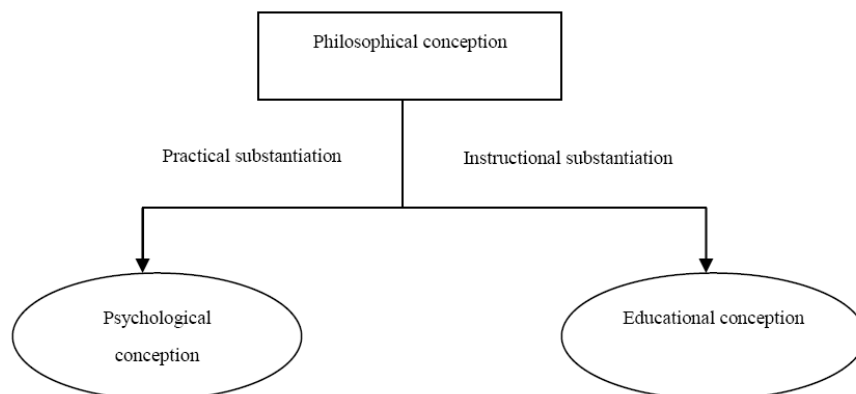 Philosophical conception
Practical substantiation
Instructional substantiation
Psychological
conception
Educational conception